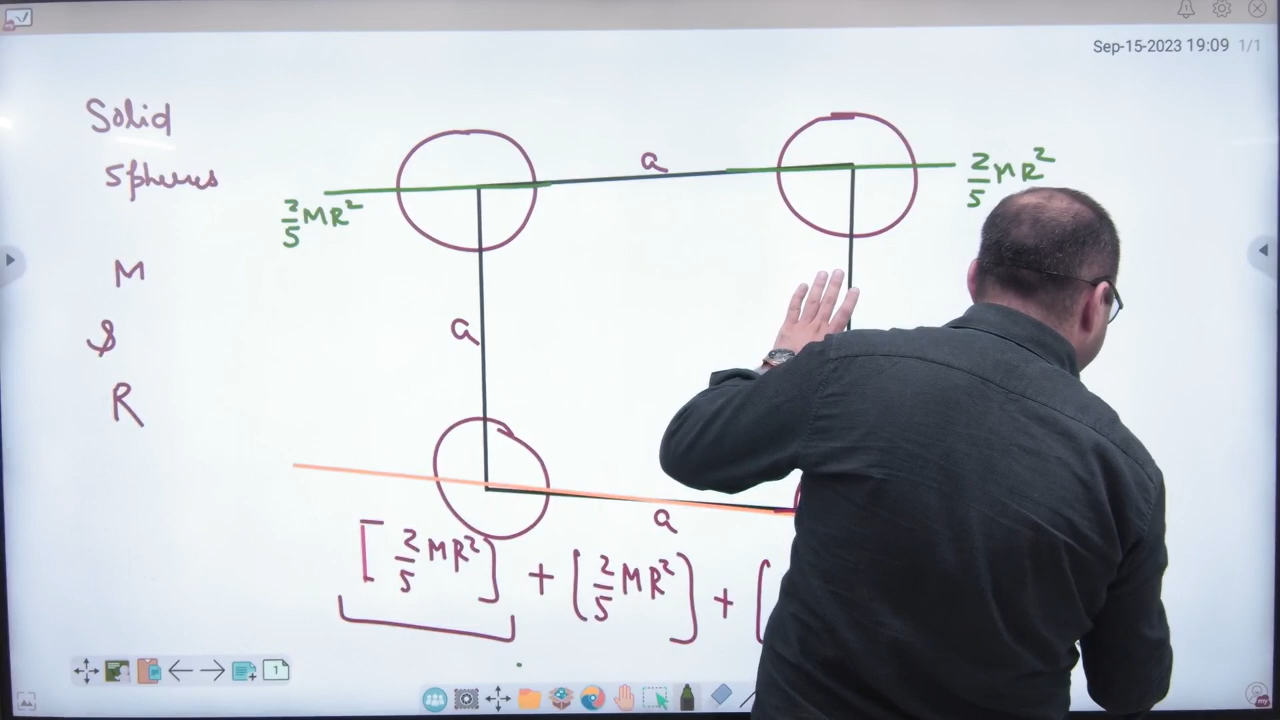 Sep-15-2023 19:09 1/1
Solid
Spheres
M
R
a
2/5 MR²
2/5 MR²
a
a
[2/5 MR²] + [2/5 MR²] + [
1